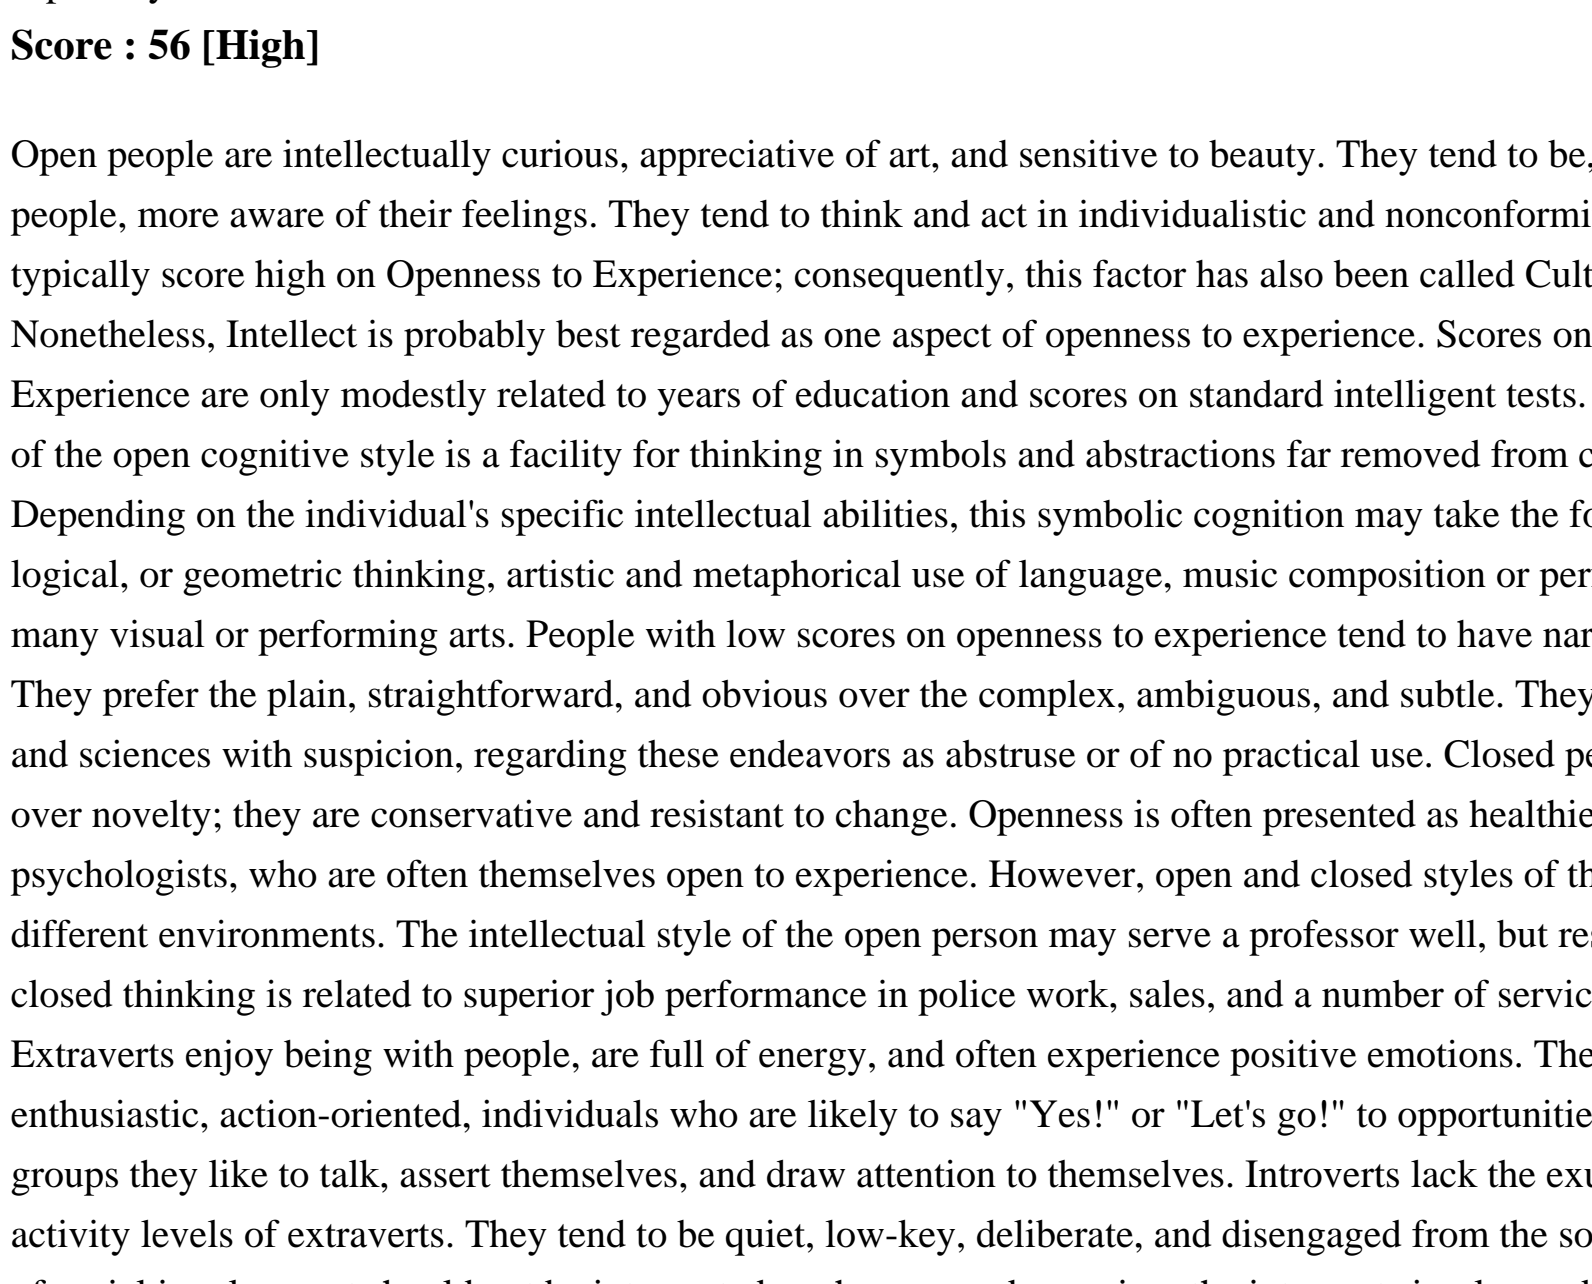 Score : 56 [High]
Open people are intellectually curious, appreciative of art, and sensitive to beauty. They tend to be,
people, more aware of their feelings. They tend to think and act in individualistic and nonconformi
typically score high on Openness to Experience; consequently, this factor has also been called Cult
Nonetheless, Intellect is probably best regarded as one aspect of openness to experience. Scores on
Experience are only modestly related to years of education and scores on standard intelligent tests.
of the open cognitive style is a facility for thinking in symbols and abstractions far removed from c
Depending on the individual's specific intellectual abilities, this symbolic cognition may take the fo
logical, or geometric thinking, artistic and metaphorical use of language, music composition or per
many visual or performing arts. People with low scores on openness to experience tend to have nar
They prefer the plain, straightforward, and obvious over the complex, ambiguous, and subtle. They
and sciences with suspicion, regarding these endeavors as abstruse or of no practical use. Closed pe
over novelty; they are conservative and resistant to change. Openness is often presented as healthie
psychologists, who are often themselves open to experience. However, open and closed styles of th
different environments. The intellectual style of the open person may serve a professor well, but res
closed thinking is related to superior job performance in police work, sales, and a number of servic
Extraverts enjoy being with people, are full of energy, and often experience positive emotions. The
enthusiastic, action-oriented, individuals who are likely to say "Yes!" or "Let's go!" to opportunitie
groups they like to talk, assert themselves, and draw attention to themselves. Introverts lack the exu
activity levels of extraverts. They tend to be quiet, low-key, deliberate, and disengaged from the so